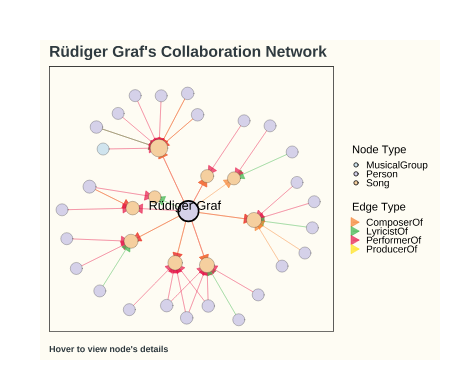 Rüdiger Graf's Collaboration Network
Node Type
MusicalGroup
Person
Song
Rüdiger Graf
Edge Type
ComposerOf
LyricistOf
PerformerOf
ProducerOf
Hover to view node's details